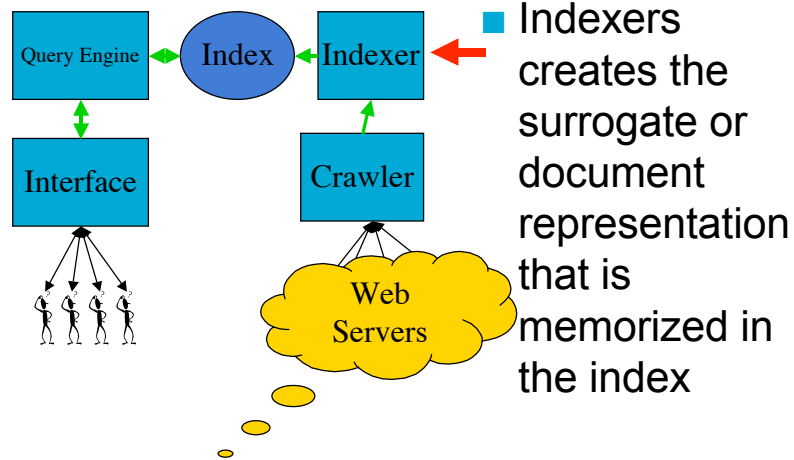 Query Engine
Index
Indexer
Interface
Crawler
Web
Servers
Indexers
creates the
surrogate or
document
representation
that is
memorized in
the index